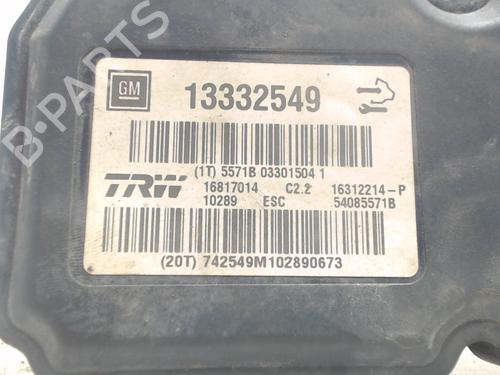 GM 13332549
(1T) 5571B 03301504 1
TRW 16817014 C2.2 16312214-P
10289 ESC 54085571B
(20T) 742549M102890673
B-PARTS